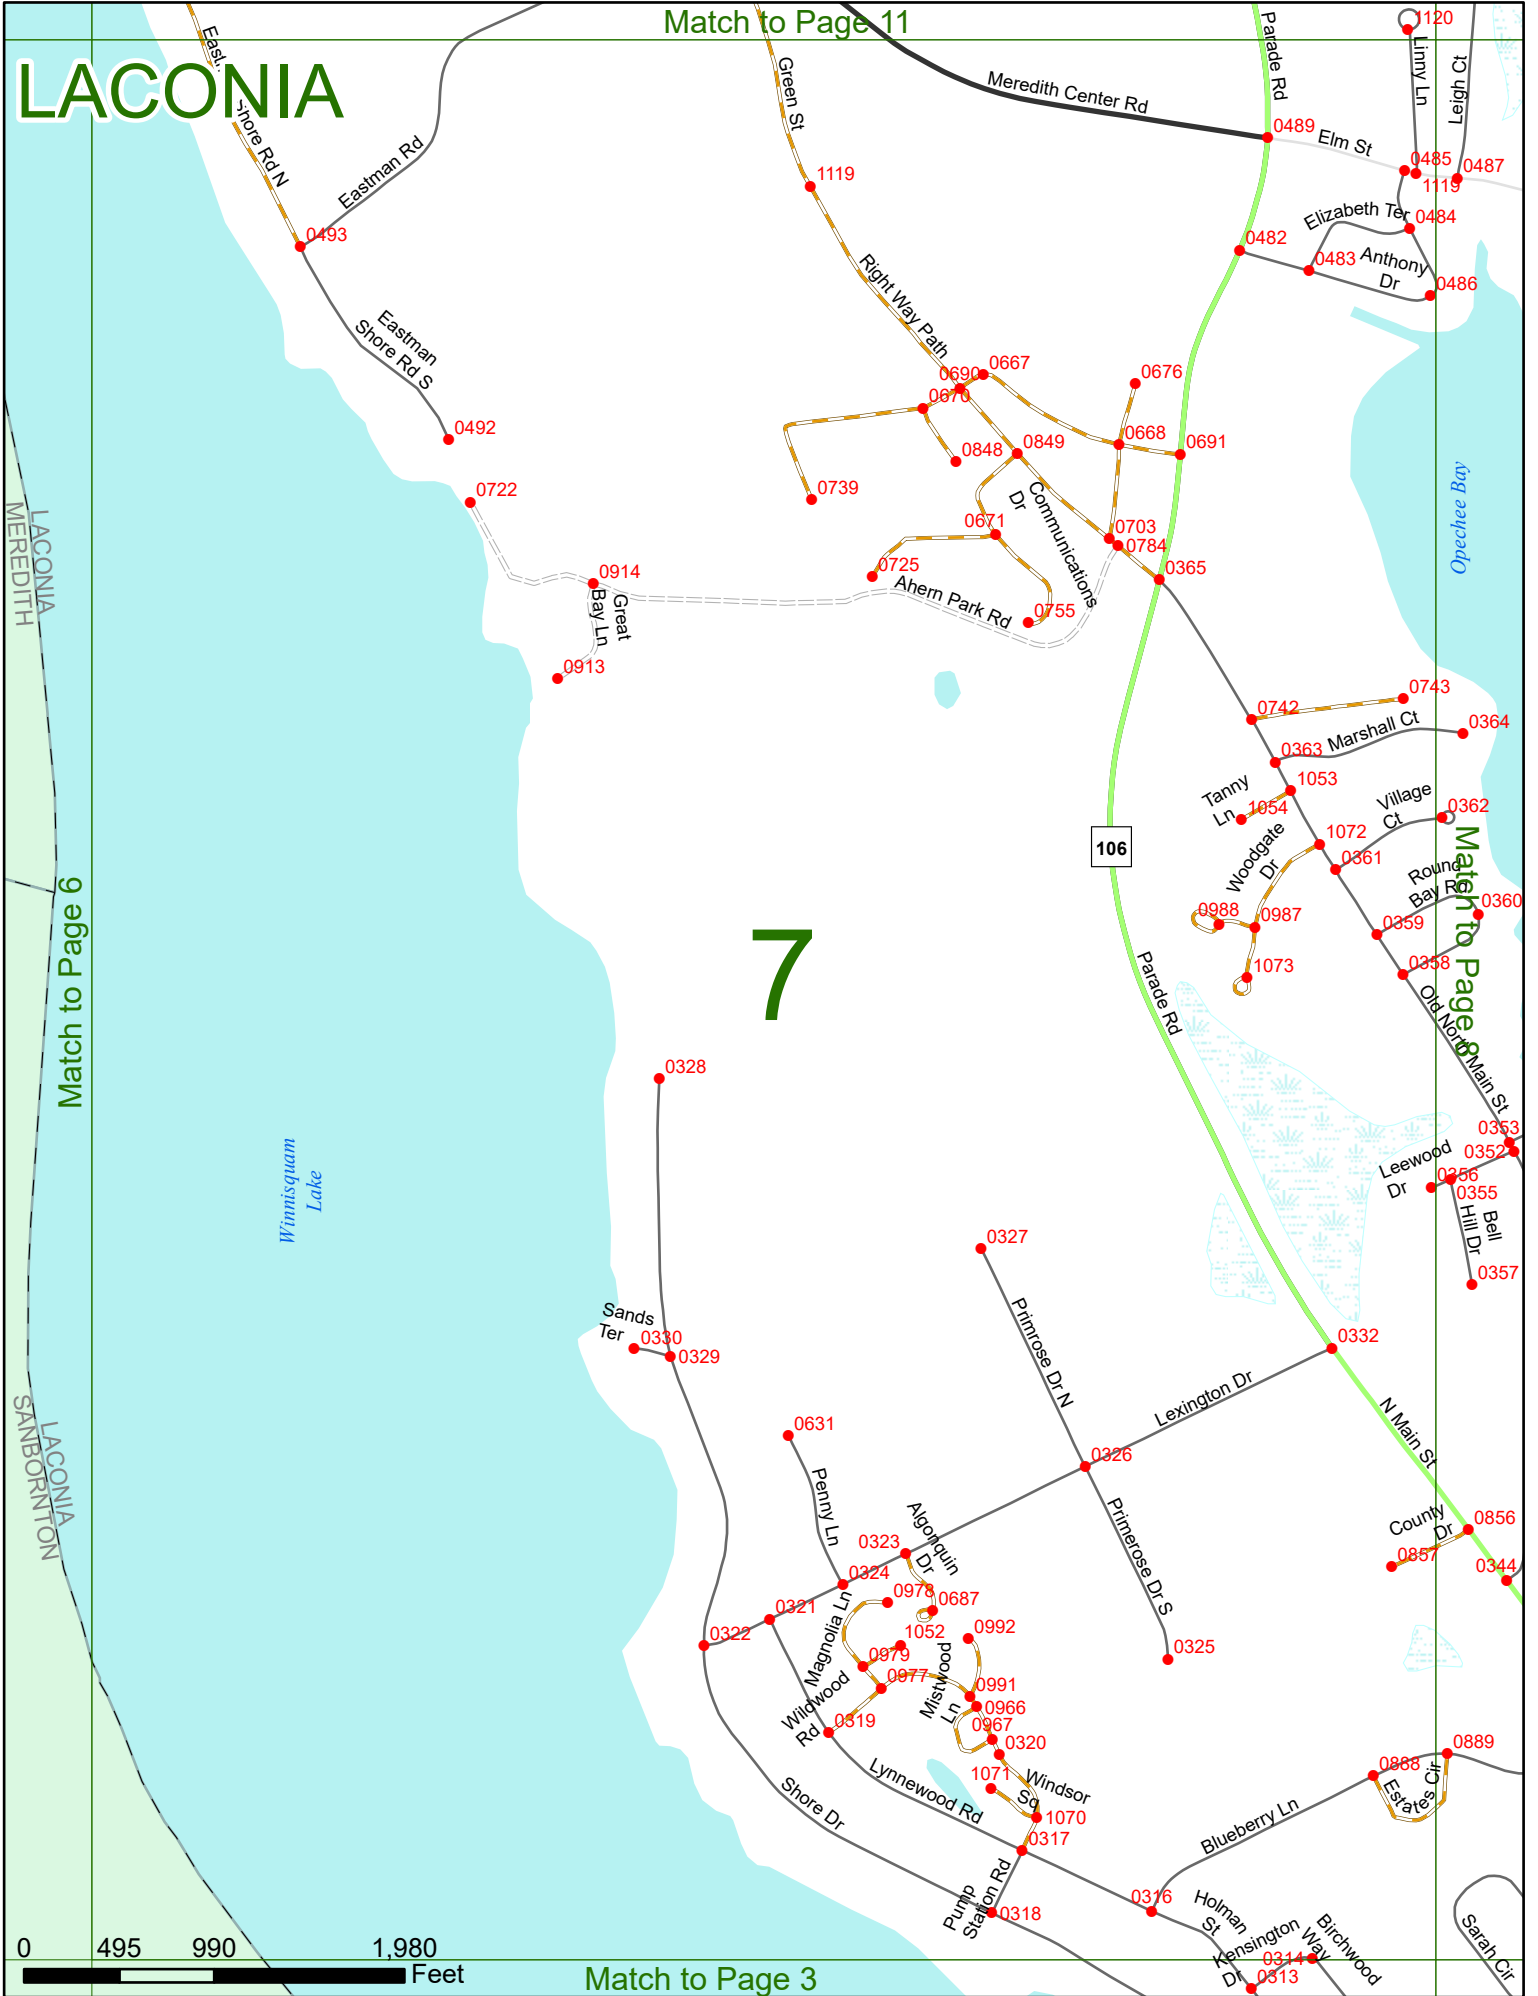 Match to Page 11
LACONIA
Eastman Shore Rd N
Eastman Rd
Green St
Meredith Center Rd
Parade Rd
1120
Linny Ln
Leigh Ct
0489
Elm St
0485
1119
0487
1119
0493
Elizabeth Ter
0484
0482
0483
Anthony
Dr
0486
Right Way Path
Eastman
Shore Rd S
0667
0690
0676
0670
0492
0848
0849
0668
0691
0722
0739
Communications
Dr
Opechee Bay
LACONIA
MEREDITH
0671
0703
0784
0725
0365
0914
Great
Bay Ln
Ahern Park Rd
0755
0913
0743
0742
0364
Marshall Ct
0363
1053
Tanny
Ln
1054
Village
Ct
0362
106
1072
Woodgate
Dr
0361
Round
Bay Rd
Match to Page 8
Match to Page 6
0988
0987
0360
0359
7
1073
0358
Parade Rd
Old North Main St
0328
0353
0352
Leewood
Dr
0356
0355
Bell
Hill Dr
Winnisquam
Lake
0327
0357
Sands
Ter
0330
0329
Primrose Dr N
0332
Lexington Dr
LACONIA
SANBORNTON
N Main St
0631
0326
Penny Ln
Algonquin
Dr
Primerose Dr S
County
Dr
0856
0323
0857
0324
0344
0978
0687
0321
Magnolia Ln
0322
1052
0992
0325
0979
0977
Mistwood
Ln
0991
Wildwood
Rd
0966
0319
0967
0320
0889
0888
Estates Cir
1071
Windsor
Sq
Lynnewood Rd
Shore Dr
1070
Blueberry Ln
0317
Pump
Station Rd
0316
0318
Holman
St
Kensington
Dr
Birchwood
Way
0314
0313
Sarah Cir
0 495 990 1,980
Feet
Match to Page 3